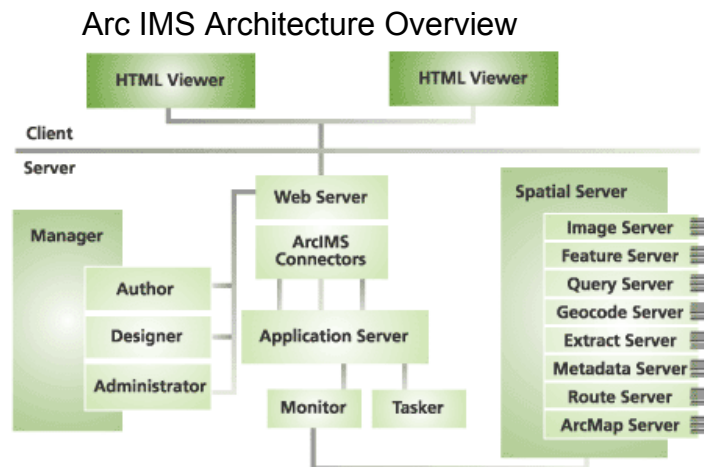 Arc IMS Architecture Overview
HTML Viewer
HTML Viewer
Client
Server
Web Server
Spatial Server
Manager
ArcIMS
Connectors
Image Server
Feature Server
Author
Query Server
Geocode Server
Designer
Application Server
Extract Server
Metadata Server
Administrator
Route Server
Monitor
Tasker
ArcMap Server